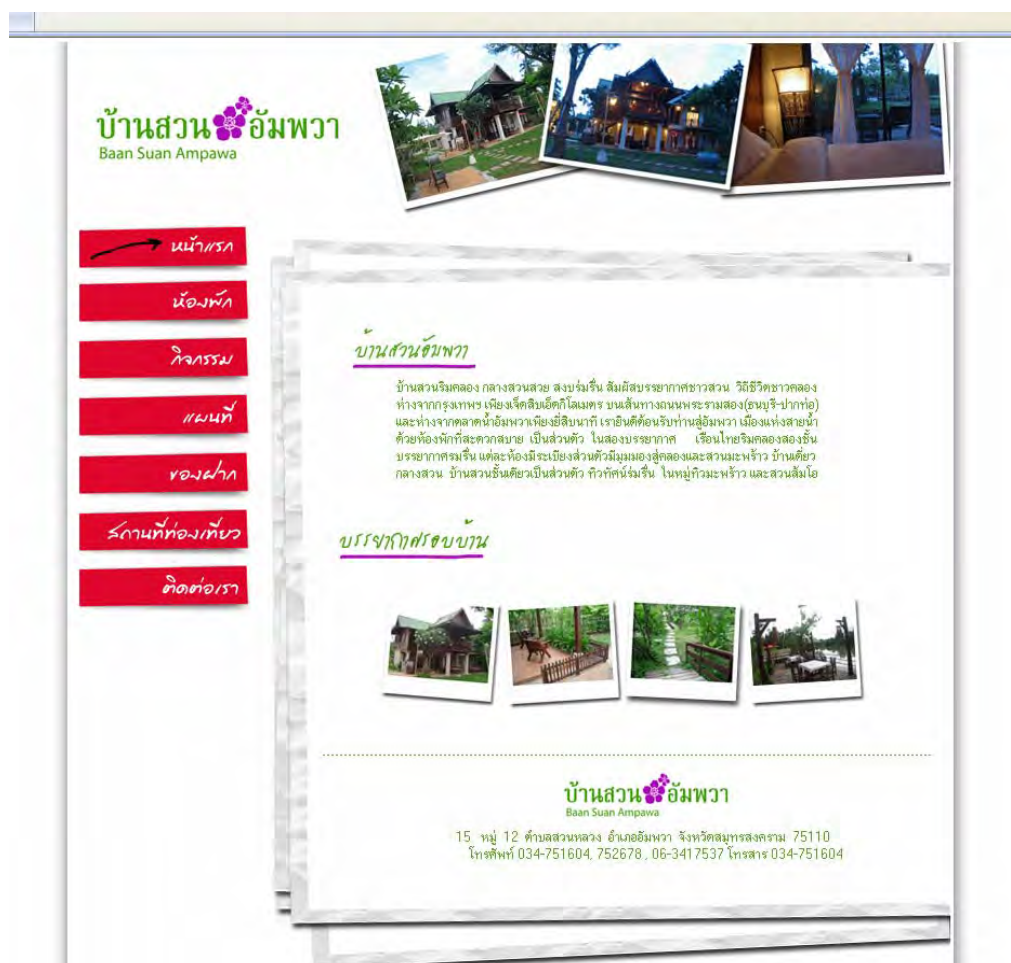 บ้านสวนอัมพวา
Baan Suan Ampawa
หน้าแรก
ห้องพัก
กิจกรรม
แผนที่
ของฝาก
สถานที่ท่องเที่ยว
ติดต่อเรา
บ้านสวนอัมพวา
บ้านสวนริมคลอง กลางสวนสวย สงบร่มรื่น สัมผัสบรรยากาศชาวสวน วิถีชีวิตชาวคลอง
ห่างจากกรุงเทพฯ เพียงเจ็ดสิบเอ็ดกิโลเมตร บนเส้นทางถนนพระรามสอง(ธนบุรี-ปากท่อ)
และห่างจากตลาดน้ำอัมพวาเพียงยี่สิบนาที เรายินดีต้อนรับท่านสู่อัมพวา เมืองแห่งสายน้ำ
ด้วยห้องพักที่สะดวกสบาย เป็นส่วนตัว ในสองบรรยากาศ เรือนไทยริมคลองสองชั้น
บรรยากาศรมรื่น แต่ละห้องมีระเบียงส่วนตัวมีมุมมองสู่คลองและสวนมะพร้าว บ้านเดี่ยว
กลางสวน บ้านสวนชั้นเดียวเป็นส่วนตัว ทิวทัศน์ร่มรื่น ในหมู่ทิวมะพร้าว และสวนส้มโอ
บรรยากาศรอบบ้าน
บ้านสวนอัมพวา
Baan Suan Ampawa
15 หมู่ 12 ตำบลสวนหลวง อำเภออัมพวา จังหวัดสมุทรสงคราม 75110
โทรศัพท์ 034-751604, 752678 , 06-3417537 โทรสาร 034-751604